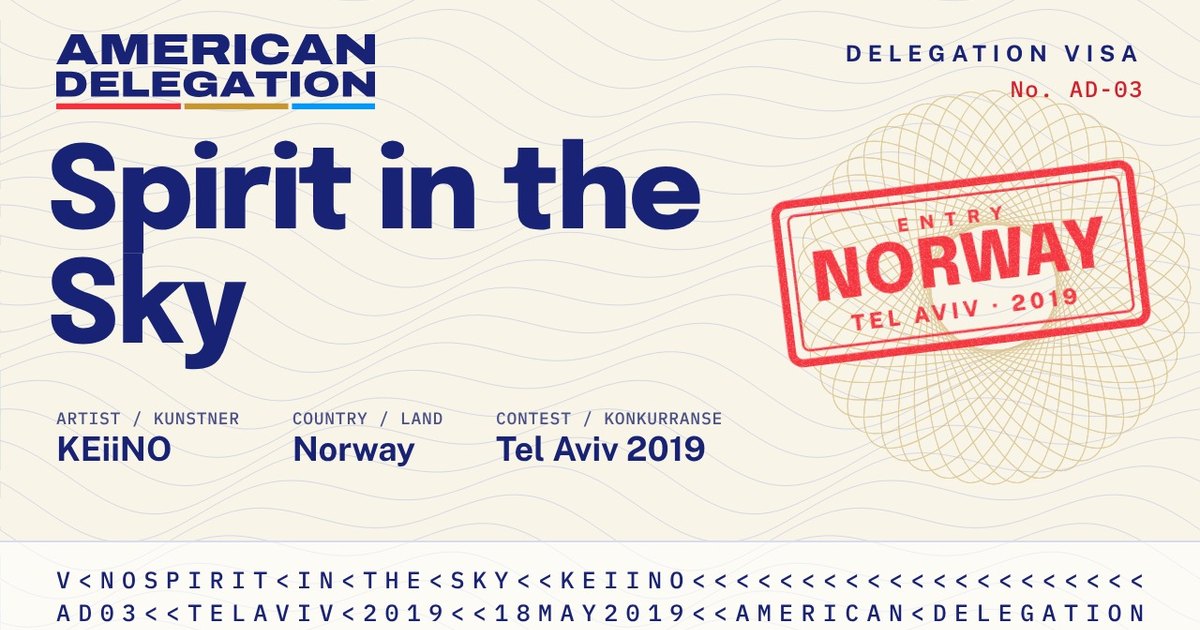 AMERICAN
DELEGATION
DELEGATION VISA
No. AD-03
Spirit in the
Sky
ENTRY
NORWAY
TEL AVIV · 2019
ARTIST / KUNSTNER
KEiiNO
COUNTRY / LAND
Norway
CONTEST / KONKURRANSE
Tel Aviv 2019
V<NOSPIRIT<IN<THE<SKY<<KEIINO<<<<<<<<<<<<<<<<<<<<<
AD03<<TELAVIV<2019<<18MAY2019<<AMERICAN<DELEGATION